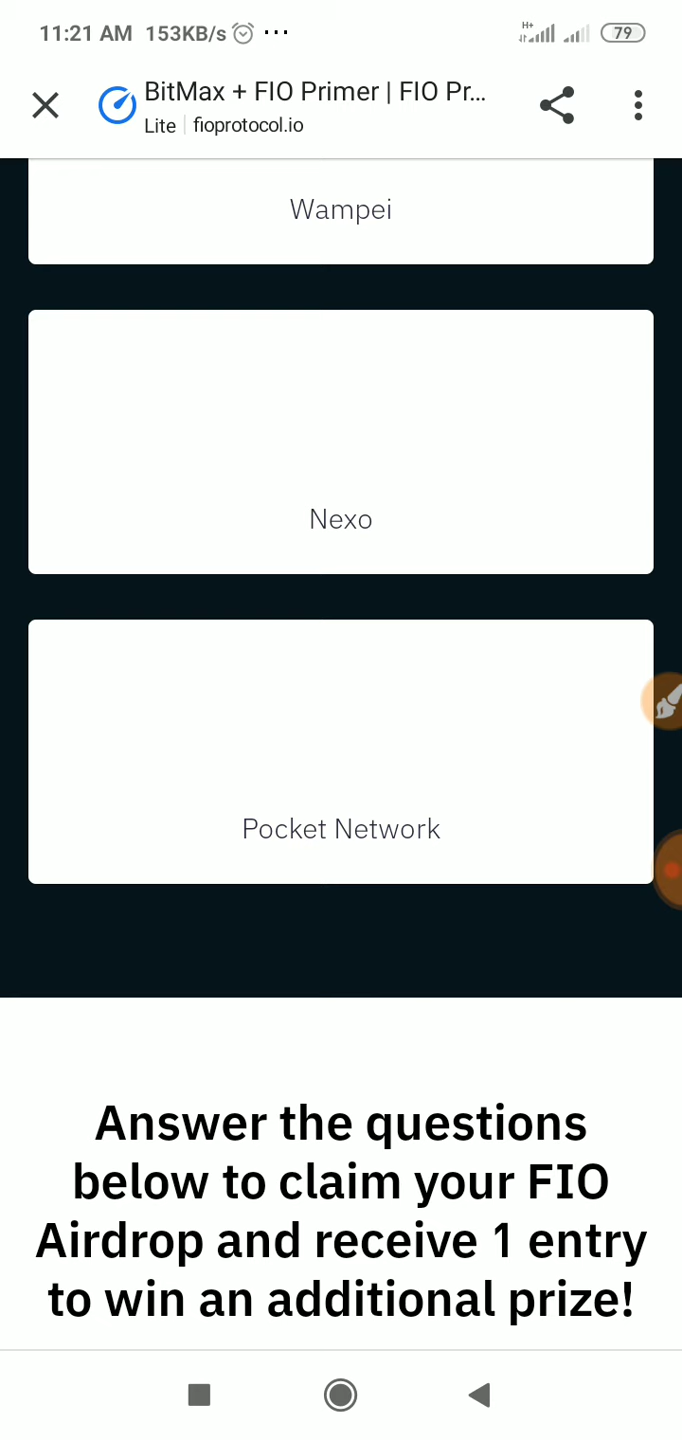 11:21 AM 153KB/s ... H+ 79
BitMax + FIO Primer | FIO Pr...
Lite fioprotocol.io
Wampei
Nexo
Pocket Network
Answer the questions
below to claim your FIO
Airdrop and receive 1 entry
to win an additional prize!